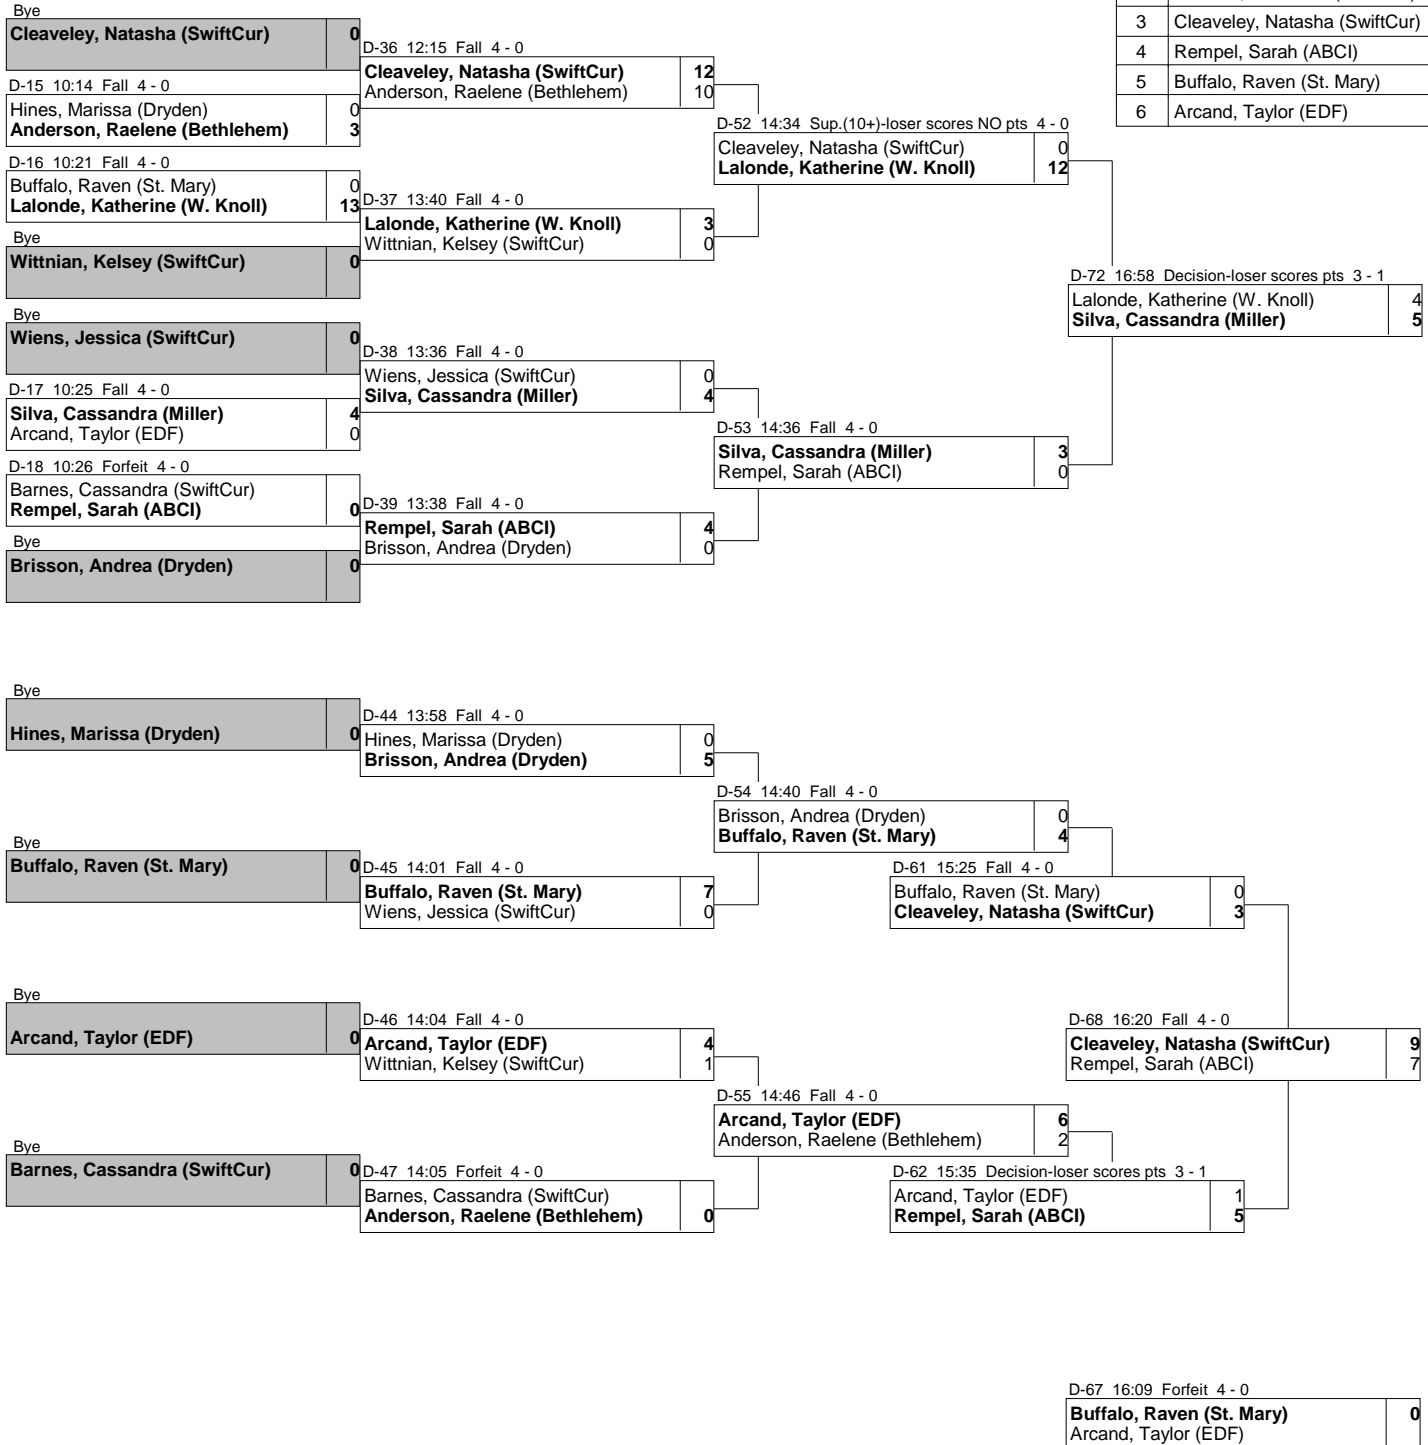 3 Cleaveley, Natasha (SwiftCur)
4 Rempel, Sarah (ABCI)
5 Buffalo, Raven (St. Mary)
6 Arcand, Taylor (EDF)
Bye
Cleaveley, Natasha (SwiftCur) 0
D-15 10:14 Fall 4 - 0
Hines, Marissa (Dryden) 0
Anderson, Raelene (Bethlehem) 3
D-16 10:21 Fall 4 - 0
Buffalo, Raven (St. Mary) 0
Lalonde, Katherine (W. Knoll) 13
Bye
Wittnian, Kelsey (SwiftCur) 0
Bye
Wiens, Jessica (SwiftCur) 0
D-17 10:25 Fall 4 - 0
Silva, Cassandra (Miller) 4
Arcand, Taylor (EDF) 0
D-18 10:26 Forfeit 4 - 0
Barnes, Cassandra (SwiftCur)
Rempel, Sarah (ABCI) 0
Bye
Brisson, Andrea (Dryden) 0
D-36 12:15 Fall 4 - 0
Cleaveley, Natasha (SwiftCur) 12
Anderson, Raelene (Bethlehem) 10
D-37 13:40 Fall 4 - 0
Lalonde, Katherine (W. Knoll) 3
Wittnian, Kelsey (SwiftCur) 0
D-38 13:36 Fall 4 - 0
Wiens, Jessica (SwiftCur) 0
Silva, Cassandra (Miller) 4
D-39 13:38 Fall 4 - 0
Rempel, Sarah (ABCI) 4
Brisson, Andrea (Dryden) 0
D-52 14:34 Sup.(10+)-loser scores NO pts 4 - 0
Cleaveley, Natasha (SwiftCur) 0
Lalonde, Katherine (W. Knoll) 12
D-53 14:36 Fall 4 - 0
Silva, Cassandra (Miller) 3
Rempel, Sarah (ABCI) 0
D-72 16:58 Decision-loser scores pts 3 - 1
Lalonde, Katherine (W. Knoll) 4
Silva, Cassandra (Miller) 5
Bye
Hines, Marissa (Dryden) 0
Bye
Buffalo, Raven (St. Mary) 0
Bye
Arcand, Taylor (EDF) 0
Bye
Barnes, Cassandra (SwiftCur) 0
D-44 13:58 Fall 4 - 0
Hines, Marissa (Dryden) 0
Brisson, Andrea (Dryden) 5
D-45 14:01 Fall 4 - 0
Buffalo, Raven (St. Mary) 7
Wiens, Jessica (SwiftCur) 0
D-46 14:04 Fall 4 - 0
Arcand, Taylor (EDF) 4
Wittnian, Kelsey (SwiftCur) 1
D-47 14:05 Forfeit 4 - 0
Barnes, Cassandra (SwiftCur)
Anderson, Raelene (Bethlehem) 0
D-54 14:40 Fall 4 - 0
Brisson, Andrea (Dryden) 0
Buffalo, Raven (St. Mary) 4
D-55 14:46 Fall 4 - 0
Arcand, Taylor (EDF) 6
Anderson, Raelene (Bethlehem) 2
D-61 15:25 Fall 4 - 0
Buffalo, Raven (St. Mary) 0
Cleaveley, Natasha (SwiftCur) 3
D-62 15:35 Decision-loser scores pts 3 - 1
Arcand, Taylor (EDF) 1
Rempel, Sarah (ABCI) 5
D-68 16:20 Fall 4 - 0
Cleaveley, Natasha (SwiftCur) 9
Rempel, Sarah (ABCI) 7
D-67 16:09 Forfeit 4 - 0
Buffalo, Raven (St. Mary) 0
Arcand, Taylor (EDF)